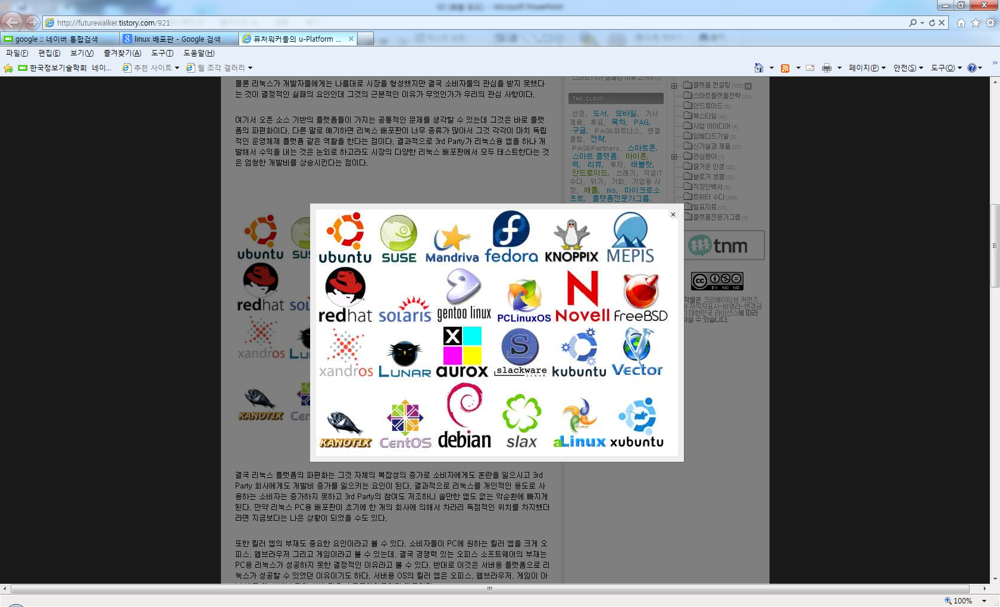 http://futurewalker.tistory.com/921
google :: 네이버 통합검색
linux 배포판 - Google 검색
퓨처워커들의 u-Platform ...
파일(F) 편집(E) 보기(V) 즐겨찾기(A) 도구(T) 도움말(H)
한국정보기술학회 네이...
추천 사이트
웹 조각 갤러리
페이지(P) 안전(S) 도구(O)
물론 리눅스가 개발자들에게는 나름대로 시장을 형성했지만 결국 소비자들의 관심을 받지 못했다
는 것이 결정적인 실패의 요인인데 그것의 근본적인 이유가 무엇인가가 우리의 관심 사항이다.
여기서 오픈 소스 기반의 플랫폼들이 가지는 공통적인 문제를 생각할 수 있는데 그것은 바로 플랫
폼의 파편화이다. 다른 말로 얘기하면 리눅스 배포판이 너무 종류가 많아서 그것 각각이 마치 독립
적인 운영체제 플랫폼 같은 역활을 한다는 점이다. 결과적으로 3rd Party가 리눅스용 앱을 하나 개
발해서 수익을 내는 것은 논외로 하고라도 시장의 다양한 리눅스 배포판에서 모두 테스트한다는 것
은 엄청한 개발비를 상승시킨다는 점이다.
TAG CLOUD
선정, 도서, 모바일, 기사
제목, 투표, 목차, PAG,
구글, PAG&파트너스, 엔젤
클럽, 전략,
PAG&Partners, 스마트폰,
스마트 플랫폼, 아이폰,
책, 리뷰, 투자, 태블릿,
안드로이드, 쓰레기, 직설IT
수다, 위기, 기회, 기업용 시
장, 애플, ms, 마이크로소
프트, 플랫폼전문가그룹,
플랫폼 컨설팅 (155) N
스마트플랫폼전략 (21)
안드로이드 (9)
북스타일 (41)
사업 아이디어 (4)
임베디드기술 (9)
신기술과 제품 (27)
관심분야 (7)
즐거운 인생 (22)
블로거 생활 (32)
직장인백서 (5)
트위터 수다 (159)
발표자료 (17)
플랫폼전문가그룹 (3)
tnm
cc
BY NC ND
작물은 크리에이티브 커먼즈
저작자표시-비영리-변경금
대한민국 라이선스에 따라
하실 수 있습니다.
ubuntu SUSE Mandriva fedora KNOPPIX MEPIS
redhat solaris gentoo linux PCLinuxOS Novell FreeBSD
xandros LUNAR aurox slackware linux kubuntu Vector
KANOTIX CentOS debian slax aLinux xubuntu
ubuntu
redhat
xandros
KANOTIX
결국 리눅스 플랫폼의 파편화는 그것 자체의 복잡성의 증가로 소비자에게도 혼란을 일으시고 3rd
Party 회사에게도 개발비 증가를 일으키는 요인이 된다. 결과적으로 리눅스를 개인적인 용도로 사
용하는 소비자는 증가하지 못하고 3rd Party의 참여도 저조하니 쓸만한 앱도 없는 악순환에 빠지게
된다. 만약 리눅스 PC용 배포판이 초기에 한 개의 회사에 의해서 차라리 독점적인 위치를 차지했더
라면 지금보다는 나은 상황이 되었을 수도 있다.
또한 킬러 앱의 부재도 중요한 요인이라고 볼 수 있다. 소비자들이 PC에 원하는 킬러 앱을 크게 오
피스, 웹브라우저 그리고 게임이라고 볼 수 있는데, 결국 경쟁력 있는 오피스 소프트웨어의 부재는
PC용 리눅스가 성공하지 못한 결정적인 이유라고 볼 수 있다. 반대로 이것은 서버용 플랫폼으로 리
눅스가 성공할 수 있었던 이유이기도 하다. 서버용 OS의 킬러 앱은 오피스, 웹브라우저, 게임이 아
100%